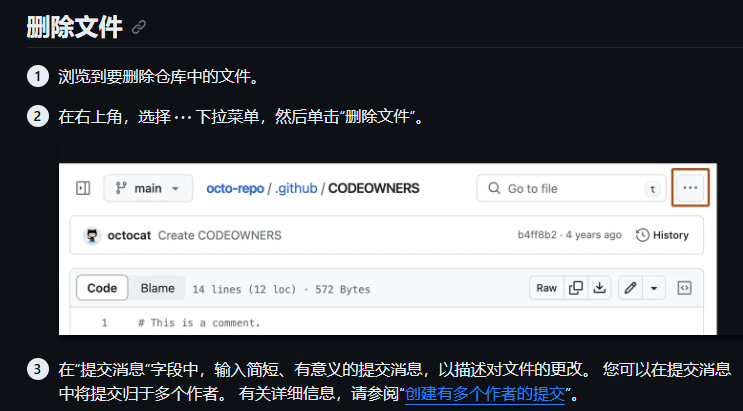 删除文件
1 浏览到要删除仓库中的文件。
2 在右上角，选择 ··· 下拉菜单，然后单击“删除文件”。
main octo-repo / .github / CODEOWNERS Go to file t ···
octocat Create CODEOWNERS b4ff8b2 · 4 years ago History
Code Blame 14 lines (12 loc) · 572 Bytes Raw
1 # This is a comment.
3 在“提交消息”字段中，输入简短、有意义的提交消息，以描述对文件的更改。 您可以在提交消息
中将提交归于多个作者。 有关详细信息，请参阅“创建有多个作者的提交”。